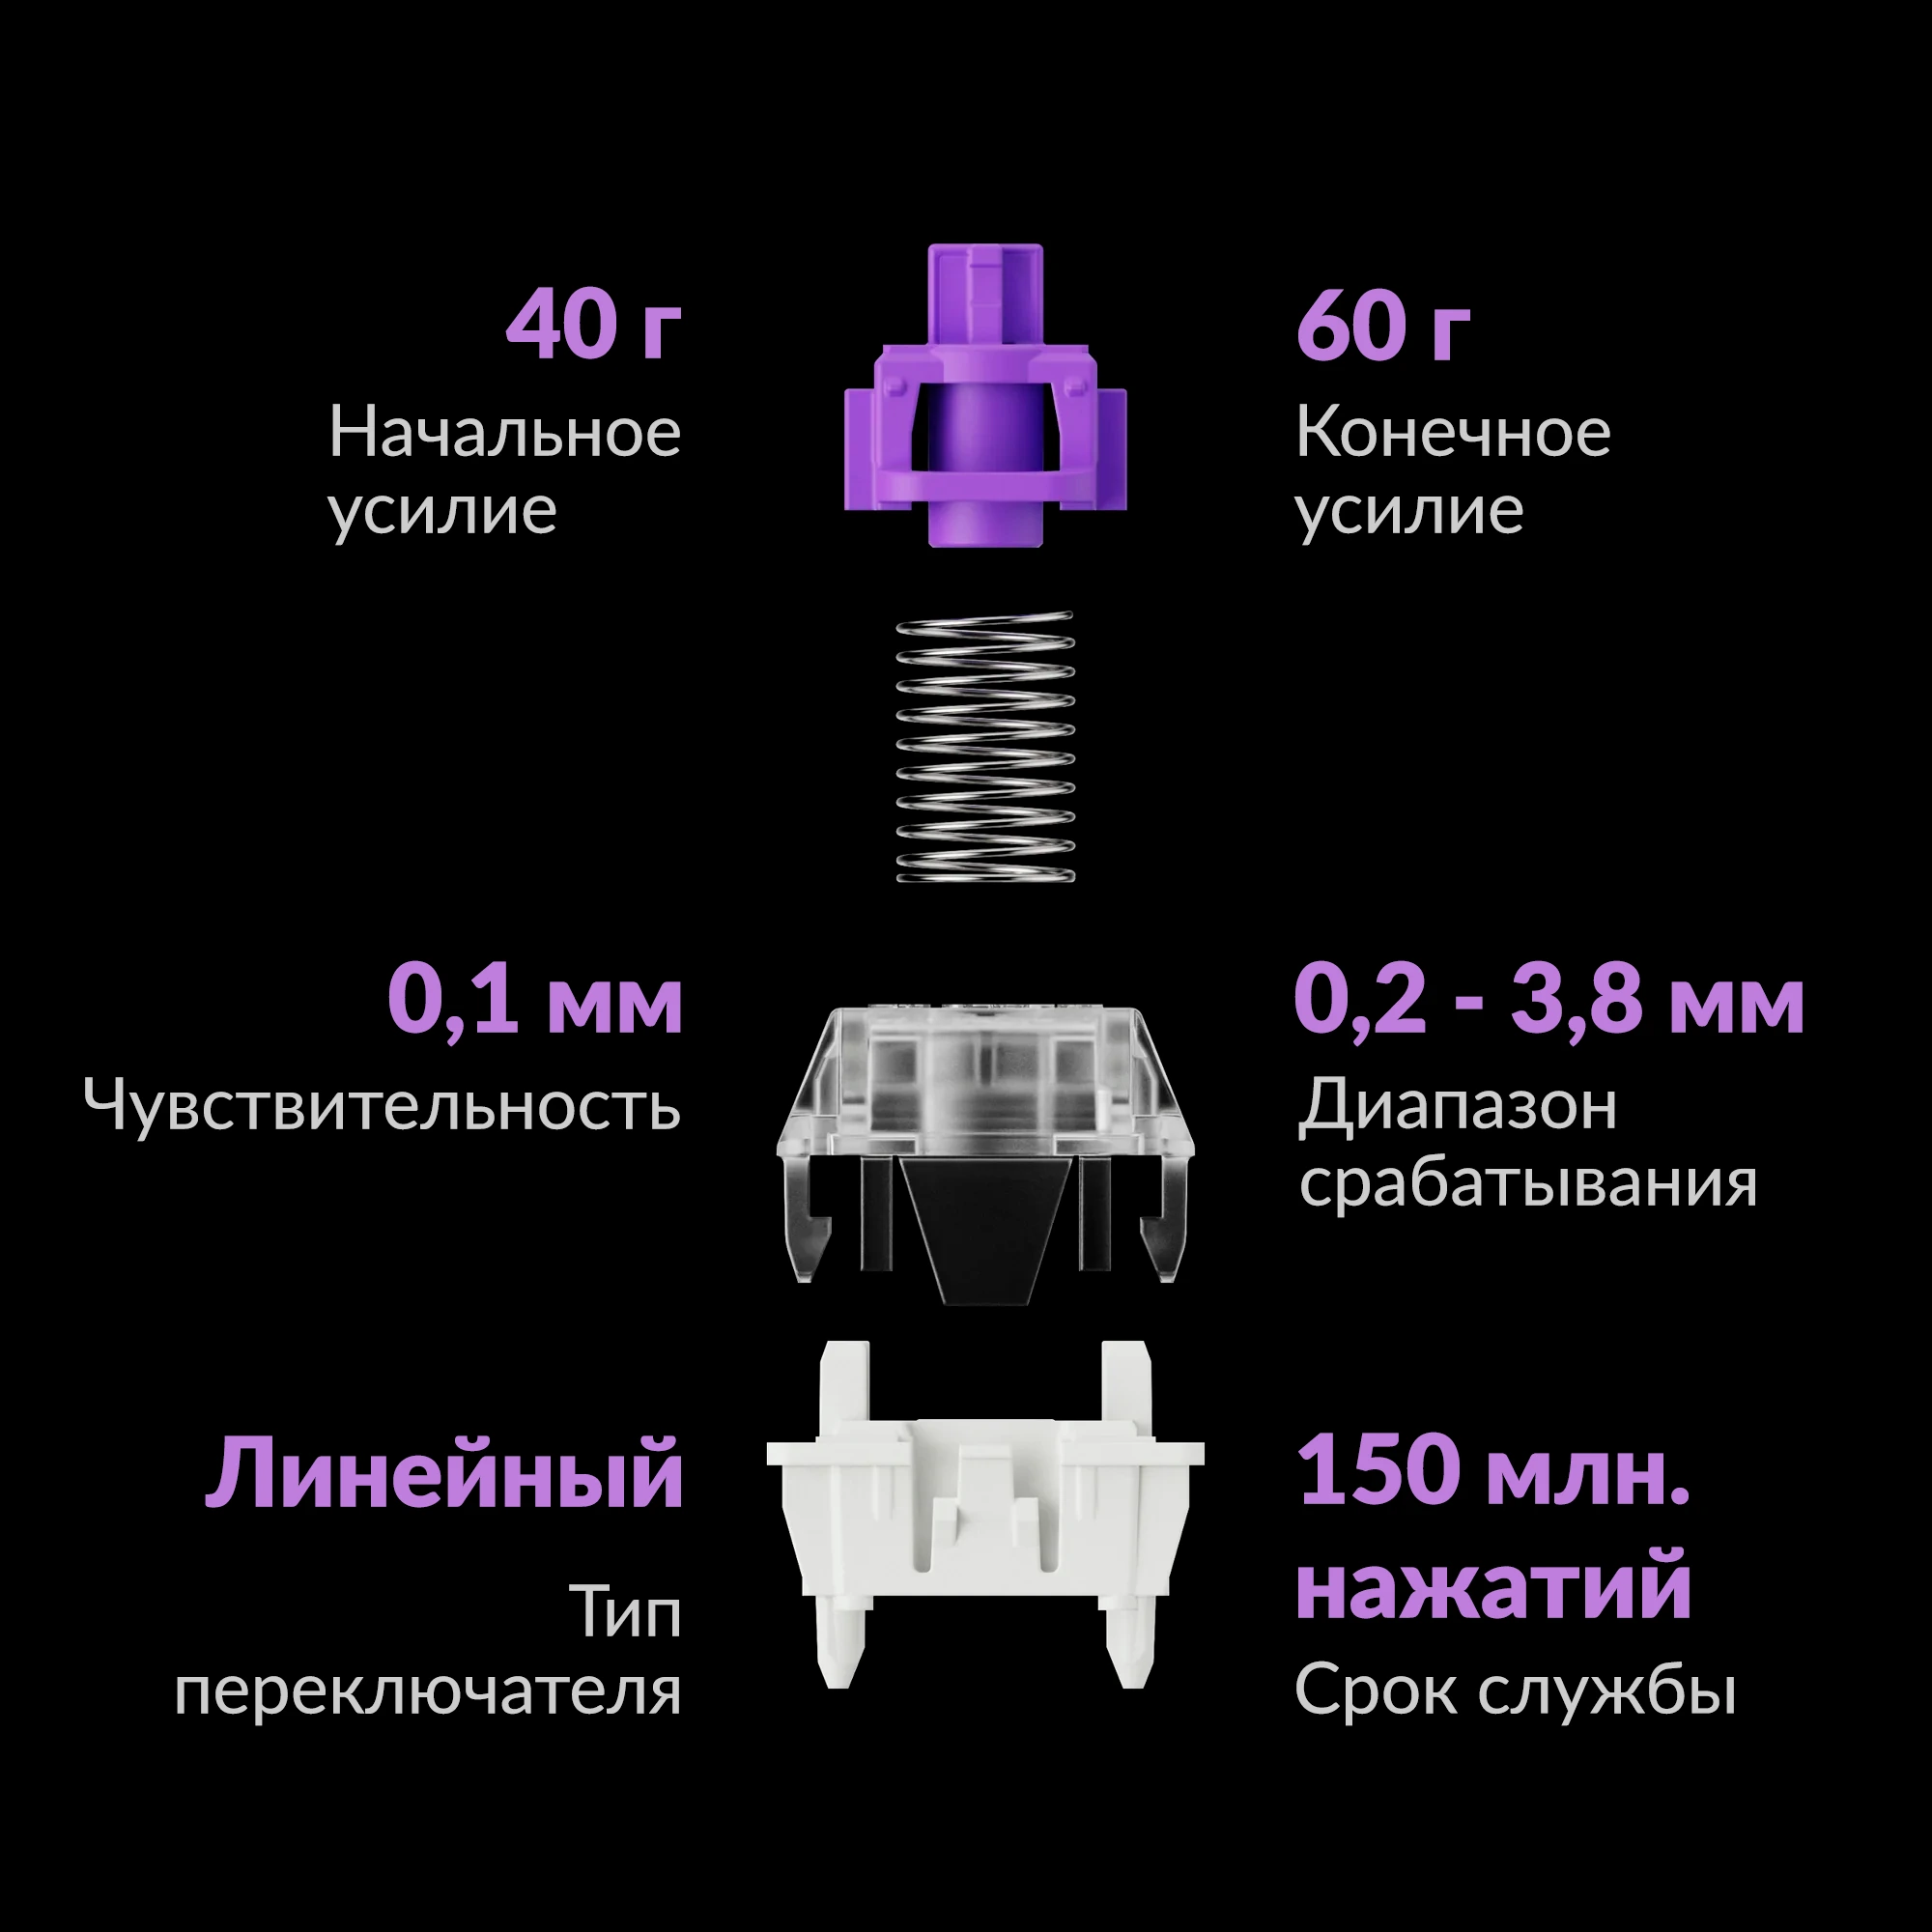 40 г
Начальное
усилие
60 г
Конечное
усилие
0,1 мм
Чувствительность
0,2 - 3,8 мм
Диапазон
срабатывания
Линейный
Тип
переключателя
150 млн.
нажатий
Срок службы